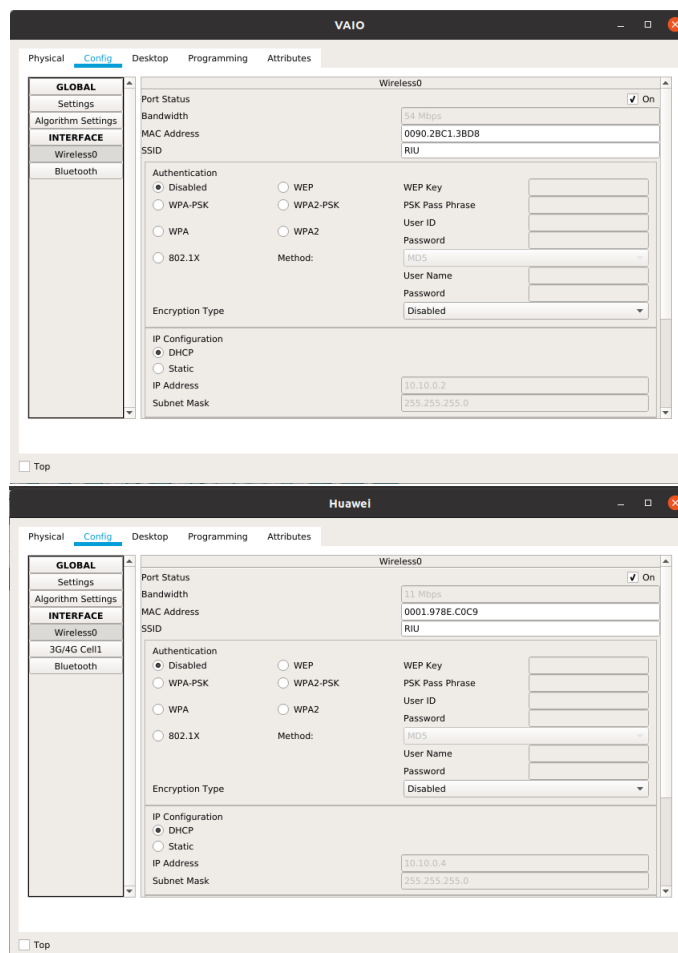 VAIO
Physical Config Desktop Programming Attributes
GLOBAL
Settings
Algorithm Settings
INTERFACE
Wireless0
Bluetooth
Wireless0
Port Status On
Bandwidth 54 Mbps
MAC Address 0090.2BC1.3BD8
SSID RIU
Authentication
Disabled WEP WEP Key
WPA-PSK WPA2-PSK PSK Pass Phrase
User ID
WPA WPA2
Password
802.1X Method: MD5
User Name
Password
Encryption Type Disabled
IP Configuration
DHCP
Static
IP Address 10.10.0.2
Subnet Mask 255.255.255.0
Top
Huawei
Physical Config Desktop Programming Attributes
GLOBAL
Settings
Algorithm Settings
INTERFACE
Wireless0
3G/4G Cell1
Bluetooth
Wireless0
Port Status On
Bandwidth 11 Mbps
MAC Address 0001.978E.C0C9
SSID RIU
Authentication
Disabled WEP WEP Key
WPA-PSK WPA2-PSK PSK Pass Phrase
User ID
WPA WPA2
Password
802.1X Method: MD5
User Name
Password
Encryption Type Disabled
IP Configuration
DHCP
Static
IP Address 10.10.0.4
Subnet Mask 255.255.255.0
Top